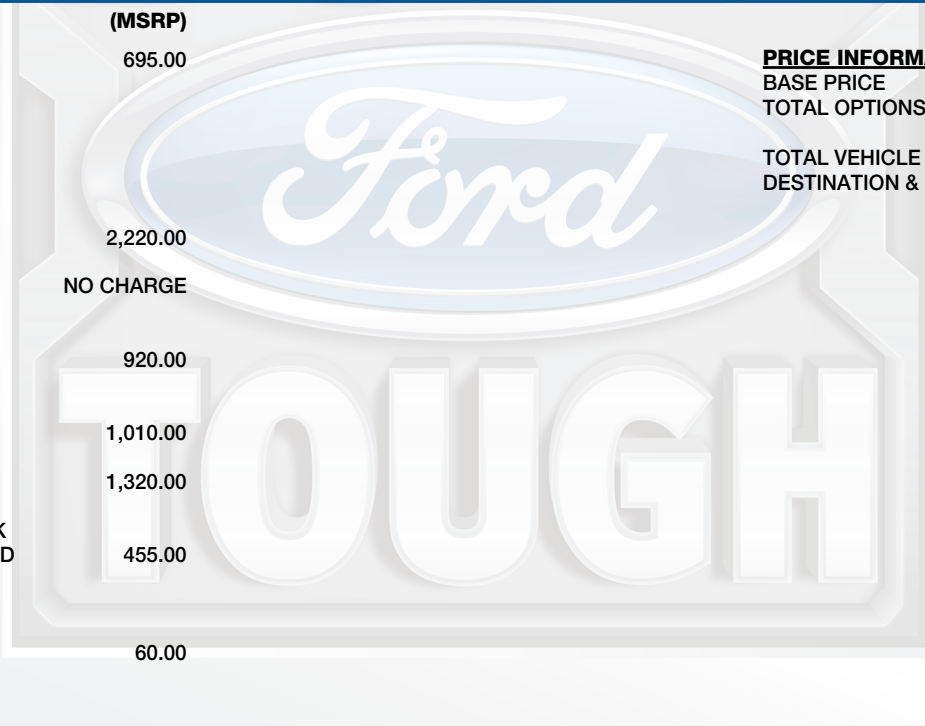 (MSRP)
695.00
2,220.00
NO CHARGE
920.00
1,010.00
1,320.00
K
D 455.00
60.00
PRICE INFORMA
BASE PRICE
TOTAL OPTIONS
TOTAL VEHICLE
DESTINATION &
Ford
TOUGH